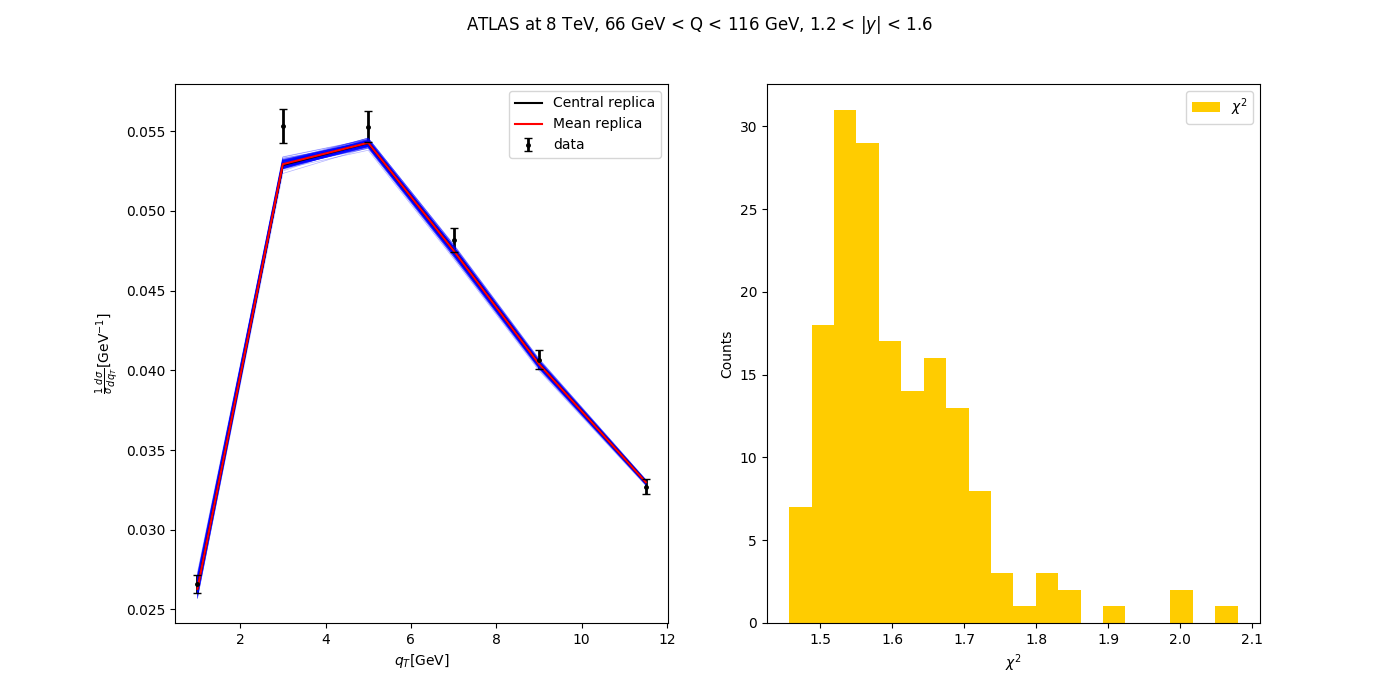 ATLAS at 8 TeV, 66 GeV < Q < 116 GeV, 1.2 < |y| < 1.6
Central replica
Mean replica
data
0.055
0.050
0.045
0.040
0.035
0.030
0.025
1/σ dσ/dq_T [GeV⁻¹]
2 4 6 8 10 12
q_T[GeV]
χ²
30
25
20
15
10
5
0
Counts
1.5 1.6 1.7 1.8 1.9 2.0 2.1
χ²